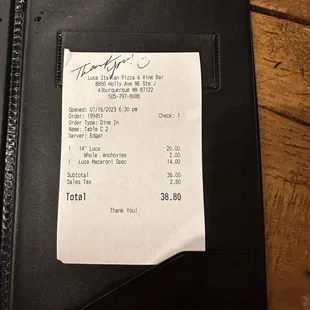 Thank you! :)
Luca Italian Pizza & Wine Bar
8850 Holly Ave NE Ste J
Albuquerque NM 87122
505-797-8086
Opened: 07/16/2023 6:30 pm
Order: 199451 Check: 1
Order Type: Dine In
Name: Table C 2
Server: Edgar
1 14" Luca 20.00
Whole Anchovies 2.00
1 Luca Macaroni Spec 14.00
Subtotal 36.00
Sales Tax 2.80
Total 38.80
Thank You!